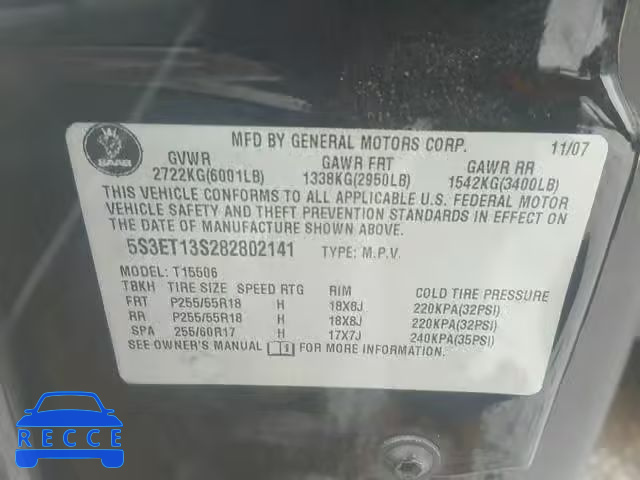 SAAB
MFD BY GENERAL MOTORS CORP. 11/07
GVWR GAWR FRT GAWR RR
2722KG(6001LB) 1338KG(2950LB) 1542KG(3400LB)
THIS VEHICLE CONFORMS TO ALL APPLICABLE U.S. FEDERAL MOTOR
VEHICLE SAFETY AND THEFT PREVENTION STANDARDS IN EFFECT ON
THE DATE OF MANUFACTURE SHOWN ABOVE.
5S3ET13S282802141 TYPE: M.P.V.
MODEL: T15506
TBKH TIRE SIZE SPEED RTG RIM COLD TIRE PRESSURE
FRT P255/55R18 H 18X8J 220KPA(32PSI)
RR P255/55R18 H 18X8J 220KPA(32PSI)
SPA 255/60R17 H 17X7J 240KPA(35PSI)
SEE OWNER'S MANUAL FOR MORE INFORMATION.
RECCE